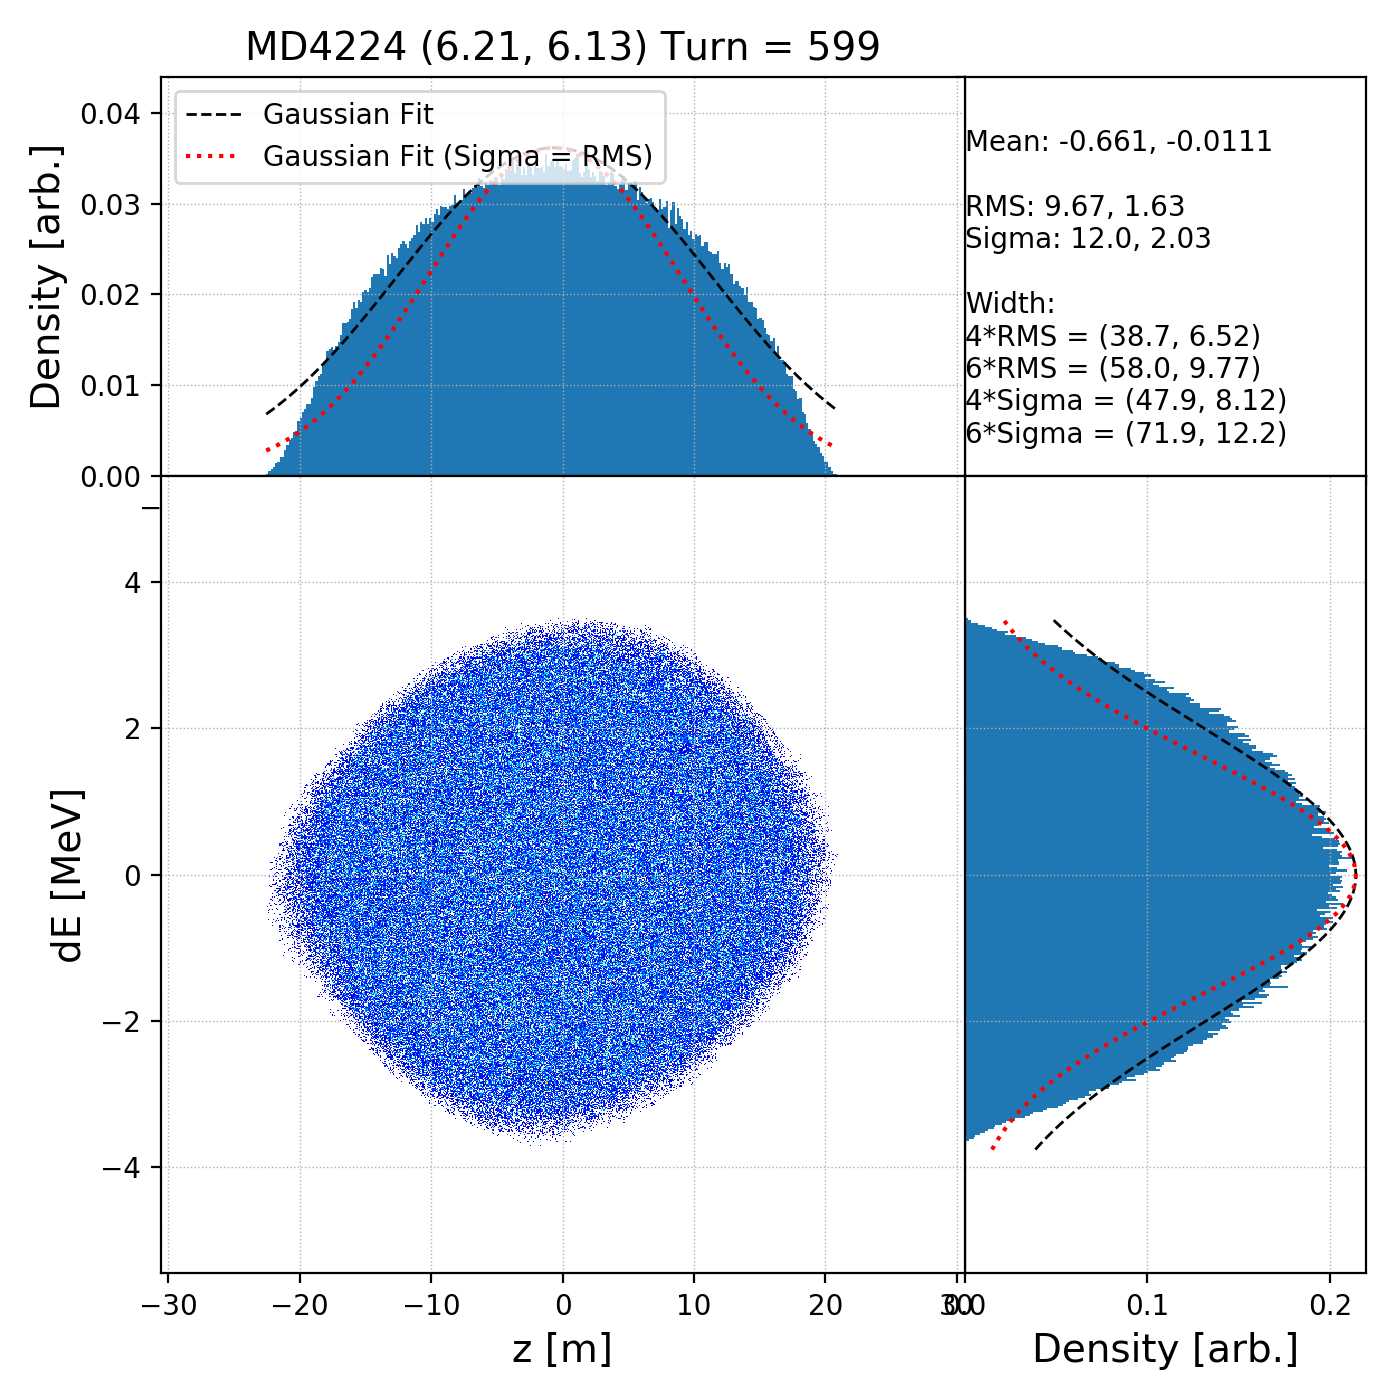 MD4224 (6.21, 6.13) Turn = 599
Gaussian Fit
Gaussian Fit (Sigma = RMS)
Density [arb.]
0.04
0.03
0.02
0.01
0.00
Mean: -0.661, -0.0111
RMS: 9.67, 1.63
Sigma: 12.0, 2.03
Width:
4*RMS = (38.7, 6.52)
6*RMS = (58.0, 9.77)
4*Sigma = (47.9, 8.12)
6*Sigma = (71.9, 12.2)
dE [MeV]
4
2
0
−2
−4
−30 −20 −10 0 10 20 30
z [m]
0.0 0.1 0.2
Density [arb.]